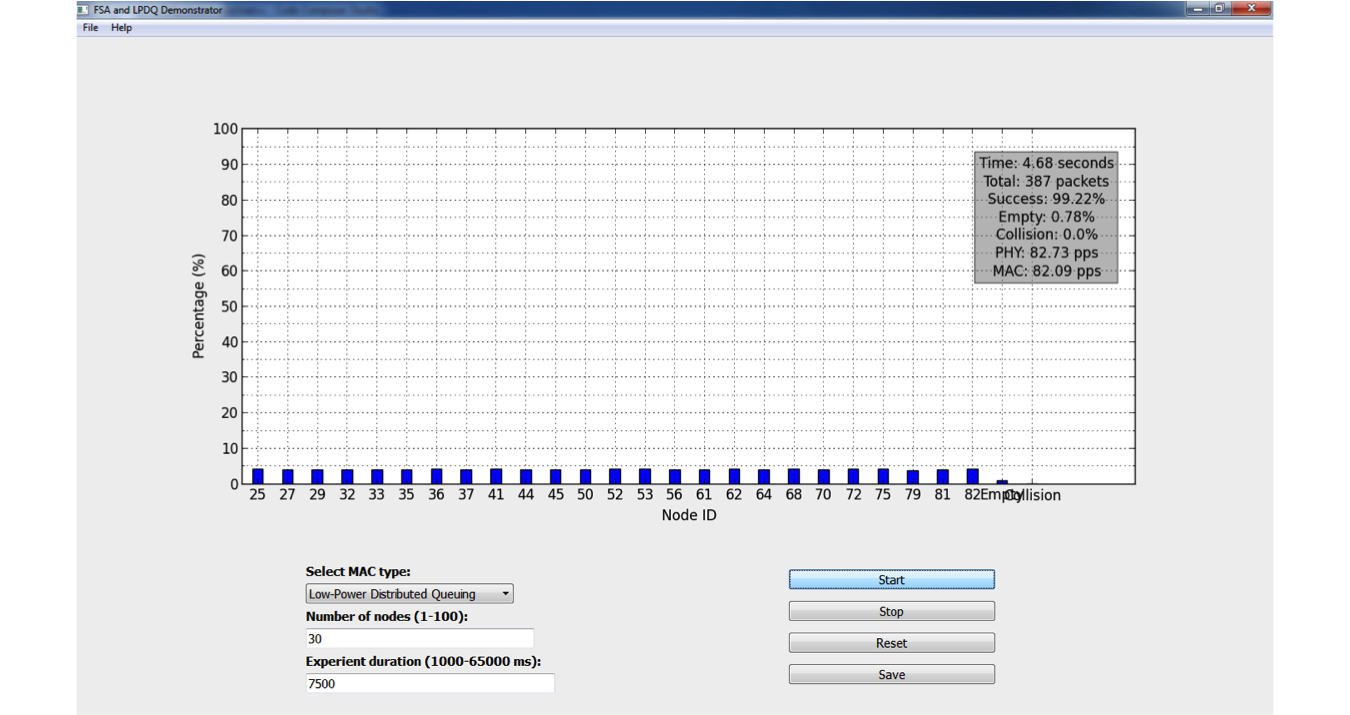 FSA and LPDQ Demonstrator
File Help
100
90
80
70
60
50
40
30
20
10
0
Percentage (%)
Time: 4.68 seconds
Total: 387 packets
Success: 99.22%
Empty: 0.78%
Collision: 0.0%
PHY: 82.73 pps
MAC: 82.09 pps
25 27 29 32 33 35 36 37 41 44 45 50 52 53 56 61 62 64 68 70 72 75 79 81 82 Empty Collision
Node ID
Select MAC type:
Low-Power Distributed Queuing
Number of nodes (1-100):
30
Experient duration (1000-65000 ms):
7500
Start
Stop
Reset
Save